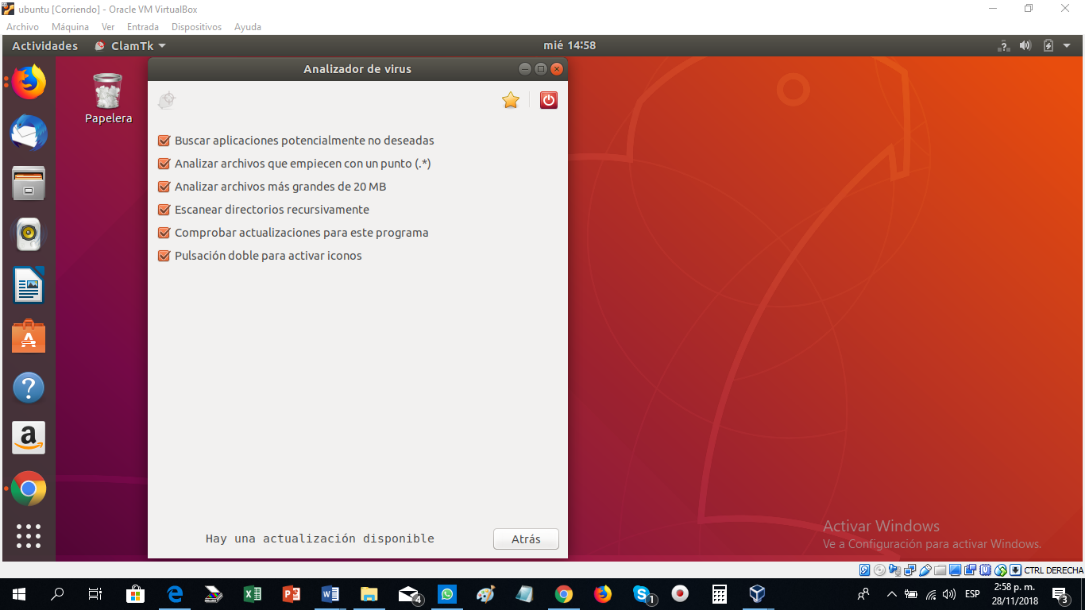 ubuntu [Corriendo] - Oracle VM VirtualBox
Archivo Máquina Ver Entrada Dispositivos Ayuda
Actividades ClamTk mié 14:58
Analizador de virus
Papelera
Buscar aplicaciones potencialmente no deseadas
Analizar archivos que empiecen con un punto (.*)
Analizar archivos más grandes de 20 MB
Escanear directorios recursivamente
Comprobar actualizaciones para este programa
Pulsación doble para activar iconos
Hay una actualización disponible
Atrás
Activar Windows
Ve a Configuración para activar Windows.
CTRL DERECHA
4
1
ESP
2:58 p. m.
28/11/2018
3